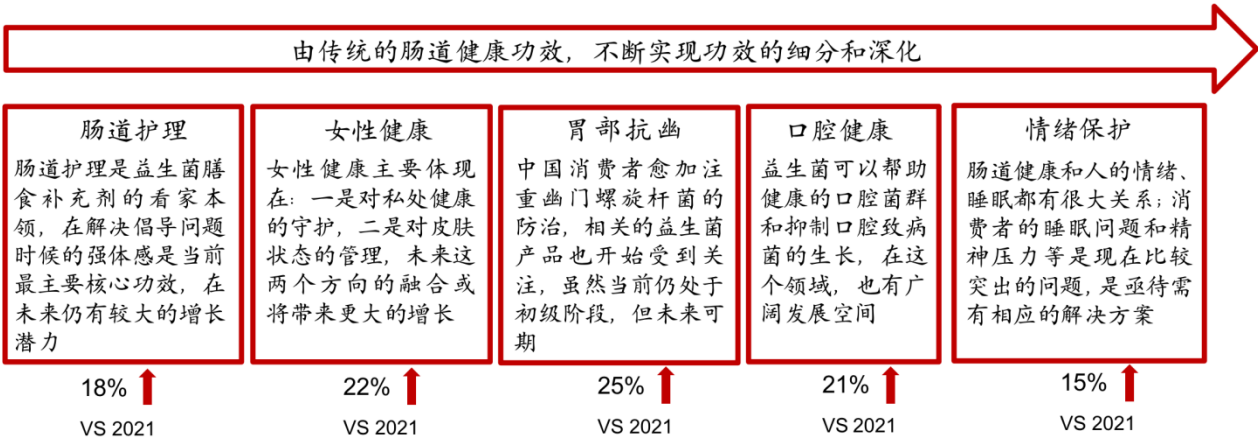 由传统的肠道健康功效，不断实现功效的细分和深化
肠道护理
肠道护理是益生菌膳
食补充剂的看家本
领，在解决倡导问题
时候的强体感是当前
最主要核心功效，在
未来仍有较大的增长
潜力
18%
VS 2021
女性健康
女性健康主要体现
在：一是对私处健康
的守护，二是对皮肤
状态的管理，未来这
两个方向的融合或
将带来更大的增长
22%
VS 2021
胃部抗幽
中国消费者愈加注
重幽门螺旋杆菌的
防治，相关的益生菌
产品也开始受到关
注，虽然当前仍处于
初级阶段，但未来可
期
25%
VS 2021
口腔健康
益生菌可以帮助
健康的口腔菌群
和抑制口腔致病
菌的生长，在这
个领域，也有广
阔发展空间
21%
VS 2021
情绪保护
肠道健康和人的情绪、
睡眠都有很大关系；消
费者的睡眠问题和精
神压力等是现在比较
突出的问题，是亟待需
有相应的解决方案
15%
VS 2021